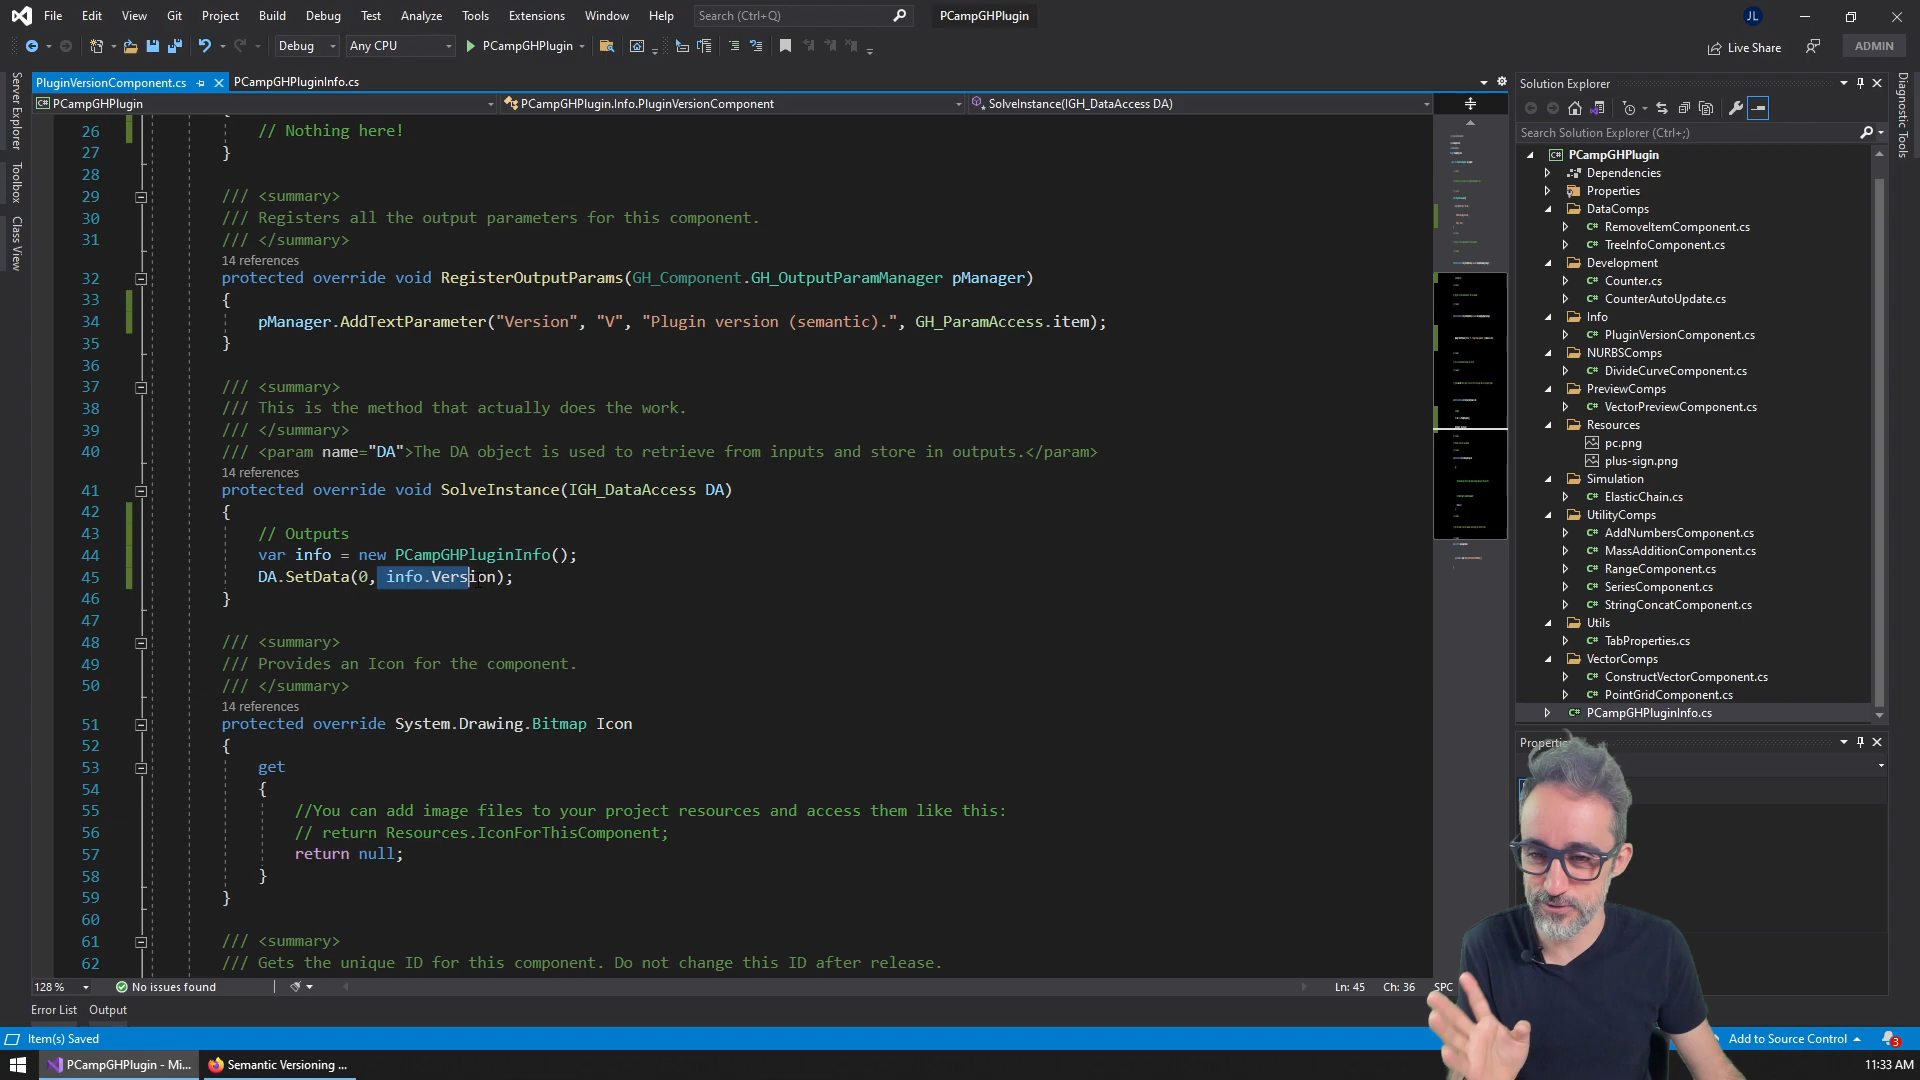 File Edit View Git Project Build Debug Test Analyze Tools Extensions Window Help Search (Ctrl+Q) PCampGHPlugin JL
Debug Any CPU PCampGHPlugin Live Share ADMIN
PluginVersionComponent.cs PCampGHPluginInfo.cs
PCampGHPlugin PCampGHPlugin.Info.PluginVersionComponent SolveInstance(IGH_DataAccess DA)
Server Explorer
Toolbox
Class View
26 // Nothing here!
27 }
28
29 /// <summary>
30 /// Registers all the output parameters for this component.
31 /// </summary>
14 references
32 protected override void RegisterOutputParams(GH_Component.GH_OutputParamManager pManager)
33 {
34 pManager.AddTextParameter("Version", "V", "Plugin version (semantic).", GH_ParamAccess.item);
35 }
36
37 /// <summary>
38 /// This is the method that actually does the work.
39 /// </summary>
40 /// <param name="DA">The DA object is used to retrieve from inputs and store in outputs.</param>
14 references
41 protected override void SolveInstance(IGH_DataAccess DA)
42 {
43 // Outputs
44 var info = new PCampGHPluginInfo();
45 DA.SetData(0, info.Version);
46 }
47
48 /// <summary>
49 /// Provides an Icon for the component.
50 /// </summary>
14 references
51 protected override System.Drawing.Bitmap Icon
52 {
53 get
54 {
55 //You can add image files to your project resources and access them like this:
56 // return Resources.IconForThisComponent;
57 return null;
58 }
59 }
60
61 /// <summary>
62 /// Gets the unique ID for this component. Do not change this ID after release.
128 % No issues found Ln: 45 Ch: 36 SPC
Error List Output
Solution Explorer
Search Solution Explorer (Ctrl+;)
PCampGHPlugin
Dependencies
Properties
DataComps
RemoveItemComponent.cs
TreeInfoComponent.cs
Development
Counter.cs
CounterAutoUpdate.cs
Info
PluginVersionComponent.cs
NURBSComps
DivideCurveComponent.cs
PreviewComps
VectorPreviewComponent.cs
Resources
pc.png
plus-sign.png
Simulation
ElasticChain.cs
UtilityComps
AddNumbersComponent.cs
MassAdditionComponent.cs
RangeComponent.cs
SeriesComponent.cs
StringConcatComponent.cs
Utils
TabProperties.cs
VectorComps
ConstructVectorComponent.cs
PointGridComponent.cs
PCampGHPluginInfo.cs
Diagnostic Tools
Item(s) Saved Add to Source Control 3
PCampGHPlugin - Mi... Semantic Versioning ... 11:33 AM